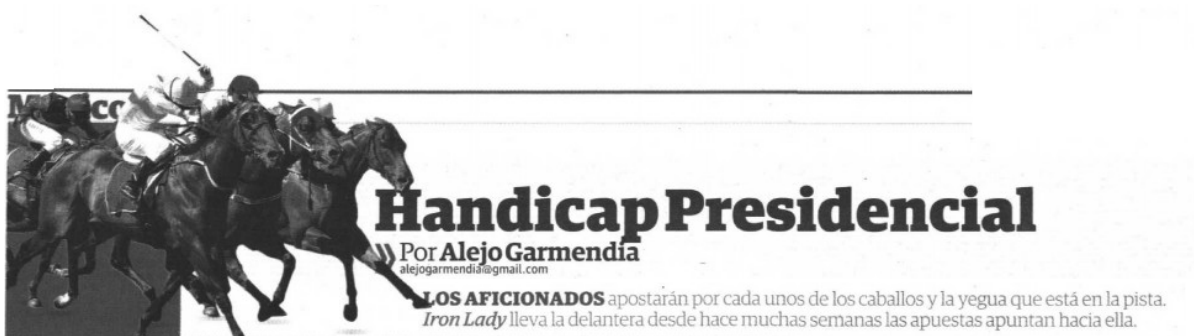 Handicap Presidencial
Por Alejo Garmendia
alejogarmendia@gmail.com
LOS AFICIONADOS apostarán por cada unos de los caballos y la yegua que está en la pista.
Iron Lady lleva la delantera desde hace muchas semanas las apuestas apuntan hacia ella.